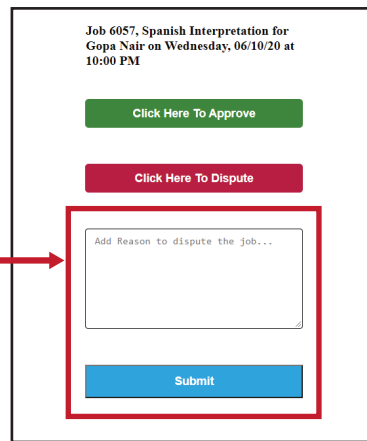 Job 6057, Spanish Interpretation for
Gopa Nair on Wednesday, 06/10/20 at
10:00 PM
Click Here To Approve
Click Here To Dispute
Add Reason to dispute the job...
Submit